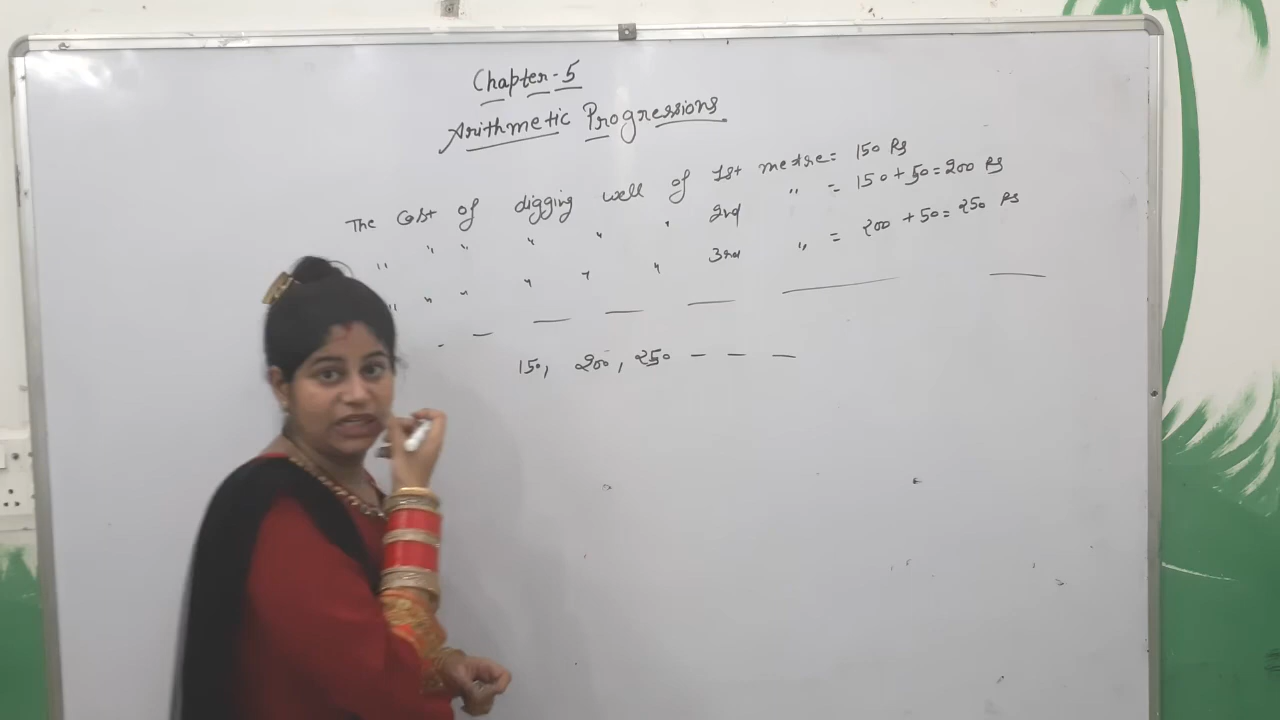 Chapter-5
Arithmetic Progressions
The Cost of digging well of 1st metre = 150 Rs
" " " " " " 2nd " = 150 + 50 = 200 Rs
" " " " " " 3rd " = 200 + 50 = 250 Rs
150, 200, 250 - - -